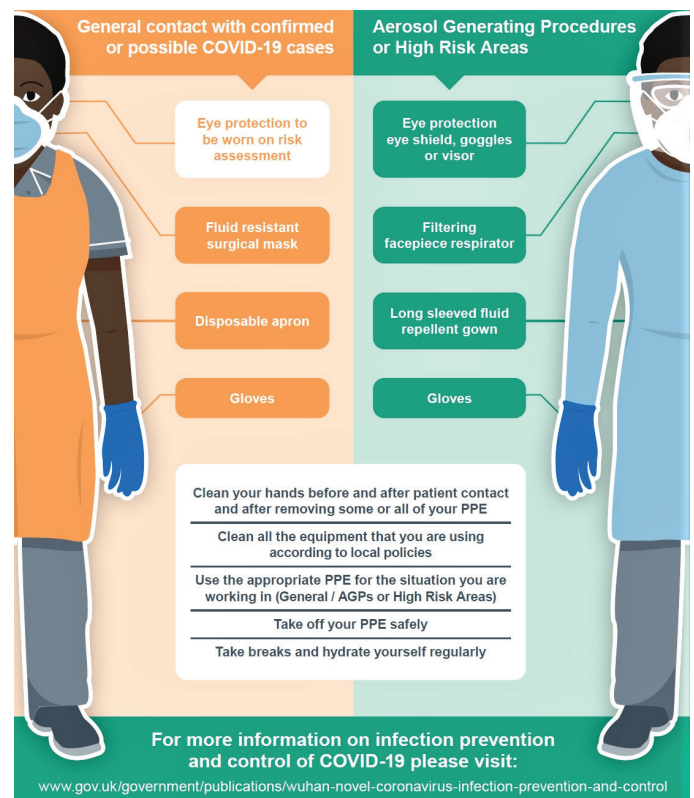 General contact with confirmed
or possible COVID-19 cases
Aerosol Generating Procedures
or High Risk Areas
Eye protection to
be worn on risk
assessment
Fluid resistant
surgical mask
Disposable apron
Gloves
Eye protection
eye shield, goggles
or visor
Filtering
facepiece respirator
Long sleeved fluid
repellent gown
Gloves
Clean your hands before and after patient contact
and after removing some or all of your PPE
Clean all the equipment that you are using
according to local policies
Use the appropriate PPE for the situation you are
working in (General / AGPs or High Risk Areas)
Take off your PPE safely
Take breaks and hydrate yourself regularly
For more information on infection prevention
and control of COVID-19 please visit:
www.gov.uk/government/publications/wuhan-novel-coronavirus-infection-prevention-and-control